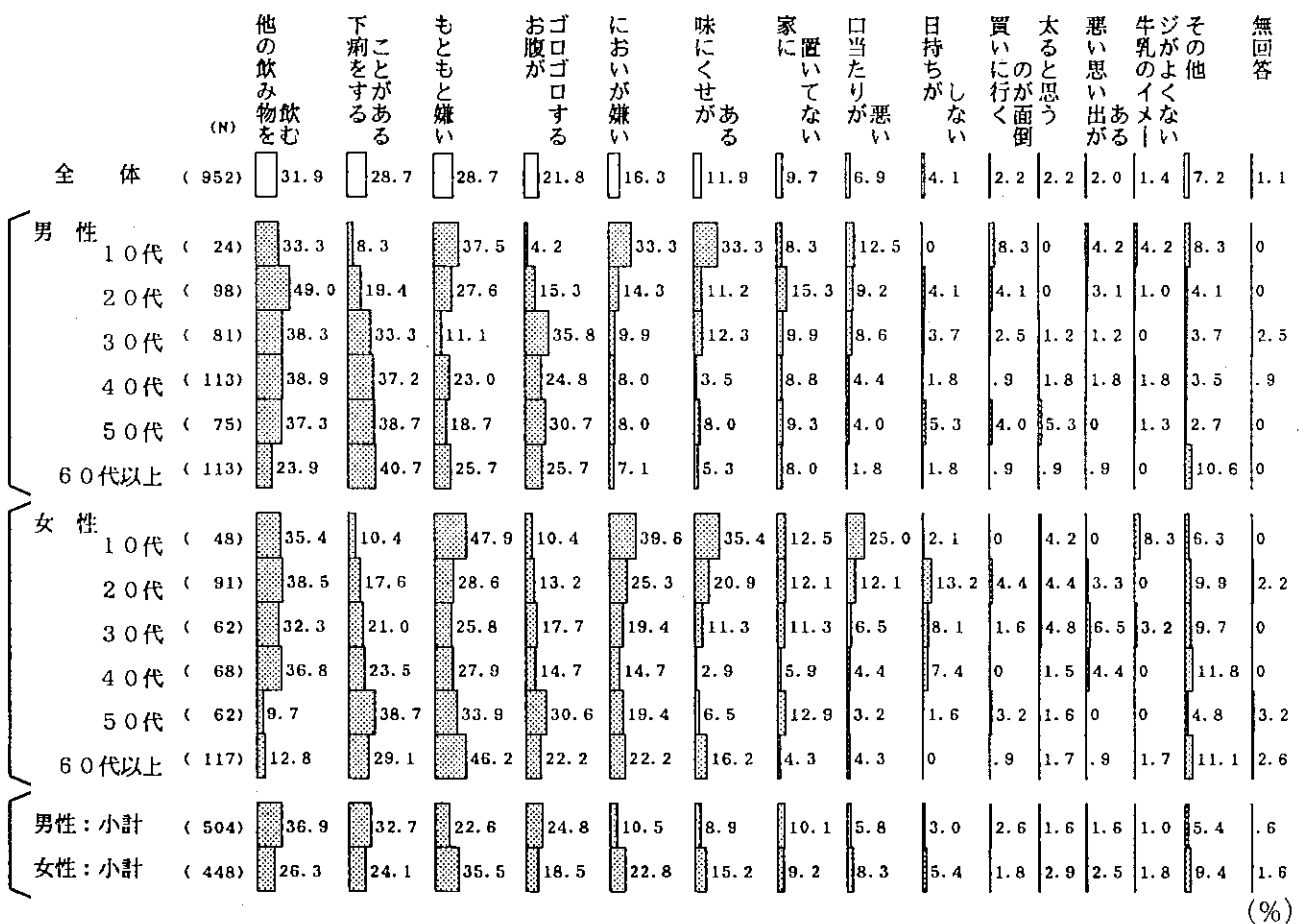 他の飲み物を飲む
下痢をすることがある
もともと嫌い
お腹がゴロゴロする
においが嫌い
味にくせがある
家に置いてない
口当たりが悪い
日持ちがしない
買いに行くのが面倒
太ると思う
悪い思い出がある
牛乳のイメージがよくない
その他
無回答
(N)
全 体 ( 952) 31.9 28.7 28.7 21.8 16.3 11.9 9.7 6.9 4.1 2.2 2.2 2.0 1.4 7.2 1.1
男 性
10代 ( 24) 33.3 8.3 37.5 4.2 33.3 33.3 8.3 12.5 0 8.3 0 4.2 4.2 8.3 0
20代 ( 98) 49.0 19.4 27.6 15.3 14.3 11.2 15.3 9.2 4.1 4.1 0 3.1 1.0 4.1 0
30代 ( 81) 38.3 33.3 11.1 35.8 9.9 12.3 9.9 8.6 3.7 2.5 1.2 1.2 0 3.7 2.5
40代 ( 113) 38.9 37.2 23.0 24.8 8.0 3.5 8.8 4.4 1.8 .9 1.8 1.8 1.8 3.5 .9
50代 ( 75) 37.3 38.7 18.7 30.7 8.0 8.0 9.3 4.0 5.3 4.0 5.3 0 1.3 2.7 0
60代以上 ( 113) 23.9 40.7 25.7 25.7 7.1 5.3 8.0 1.8 1.8 .9 .9 .9 0 10.6 0
女 性
10代 ( 48) 35.4 10.4 47.9 10.4 39.6 35.4 12.5 25.0 2.1 0 4.2 0 8.3 6.3 0
20代 ( 91) 38.5 17.6 28.6 13.2 25.3 20.9 12.1 12.1 13.2 4.4 4.4 3.3 0 9.9 2.2
30代 ( 62) 32.3 21.0 25.8 17.7 19.4 11.3 11.3 6.5 8.1 1.6 4.8 6.5 3.2 9.7 0
40代 ( 68) 36.8 23.5 27.9 14.7 14.7 2.9 5.9 4.4 7.4 0 1.5 4.4 0 11.8 0
50代 ( 62) 9.7 38.7 33.9 30.6 19.4 6.5 12.9 3.2 1.6 3.2 1.6 0 0 4.8 3.2
60代以上 ( 117) 12.8 29.1 46.2 22.2 22.2 16.2 4.3 4.3 0 .9 1.7 .9 1.7 11.1 2.6
男性：小計 ( 504) 36.9 32.7 22.6 24.8 10.5 8.9 10.1 5.8 3.0 2.6 1.6 1.6 1.0 5.4 .6
女性：小計 ( 448) 26.3 24.1 35.5 18.5 22.8 15.2 9.2 8.3 5.4 1.8 2.9 2.5 1.8 9.4 1.6
(%)